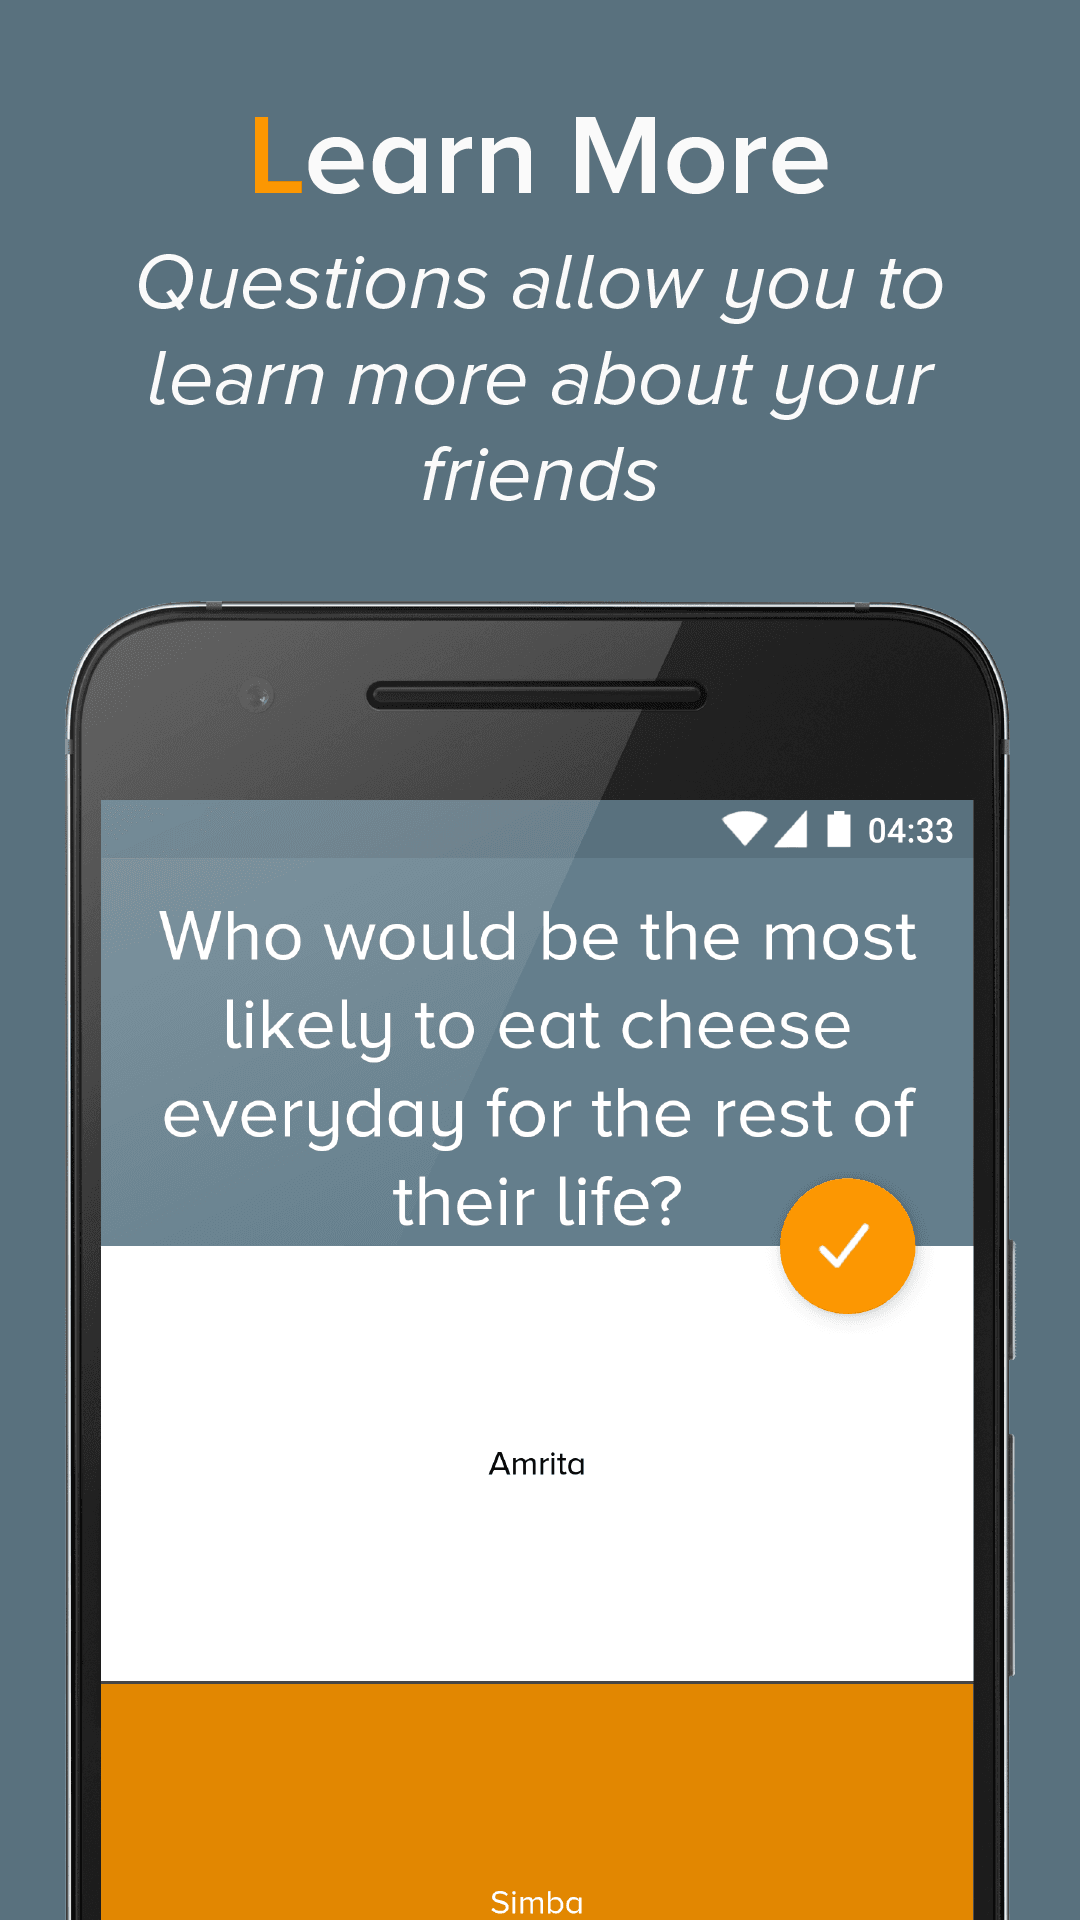 Learn More
Questions allow you to
learn more about your
friends
04:33
Who would be the most
likely to eat cheese
everyday for the rest of
their life?
Amrita
Simba